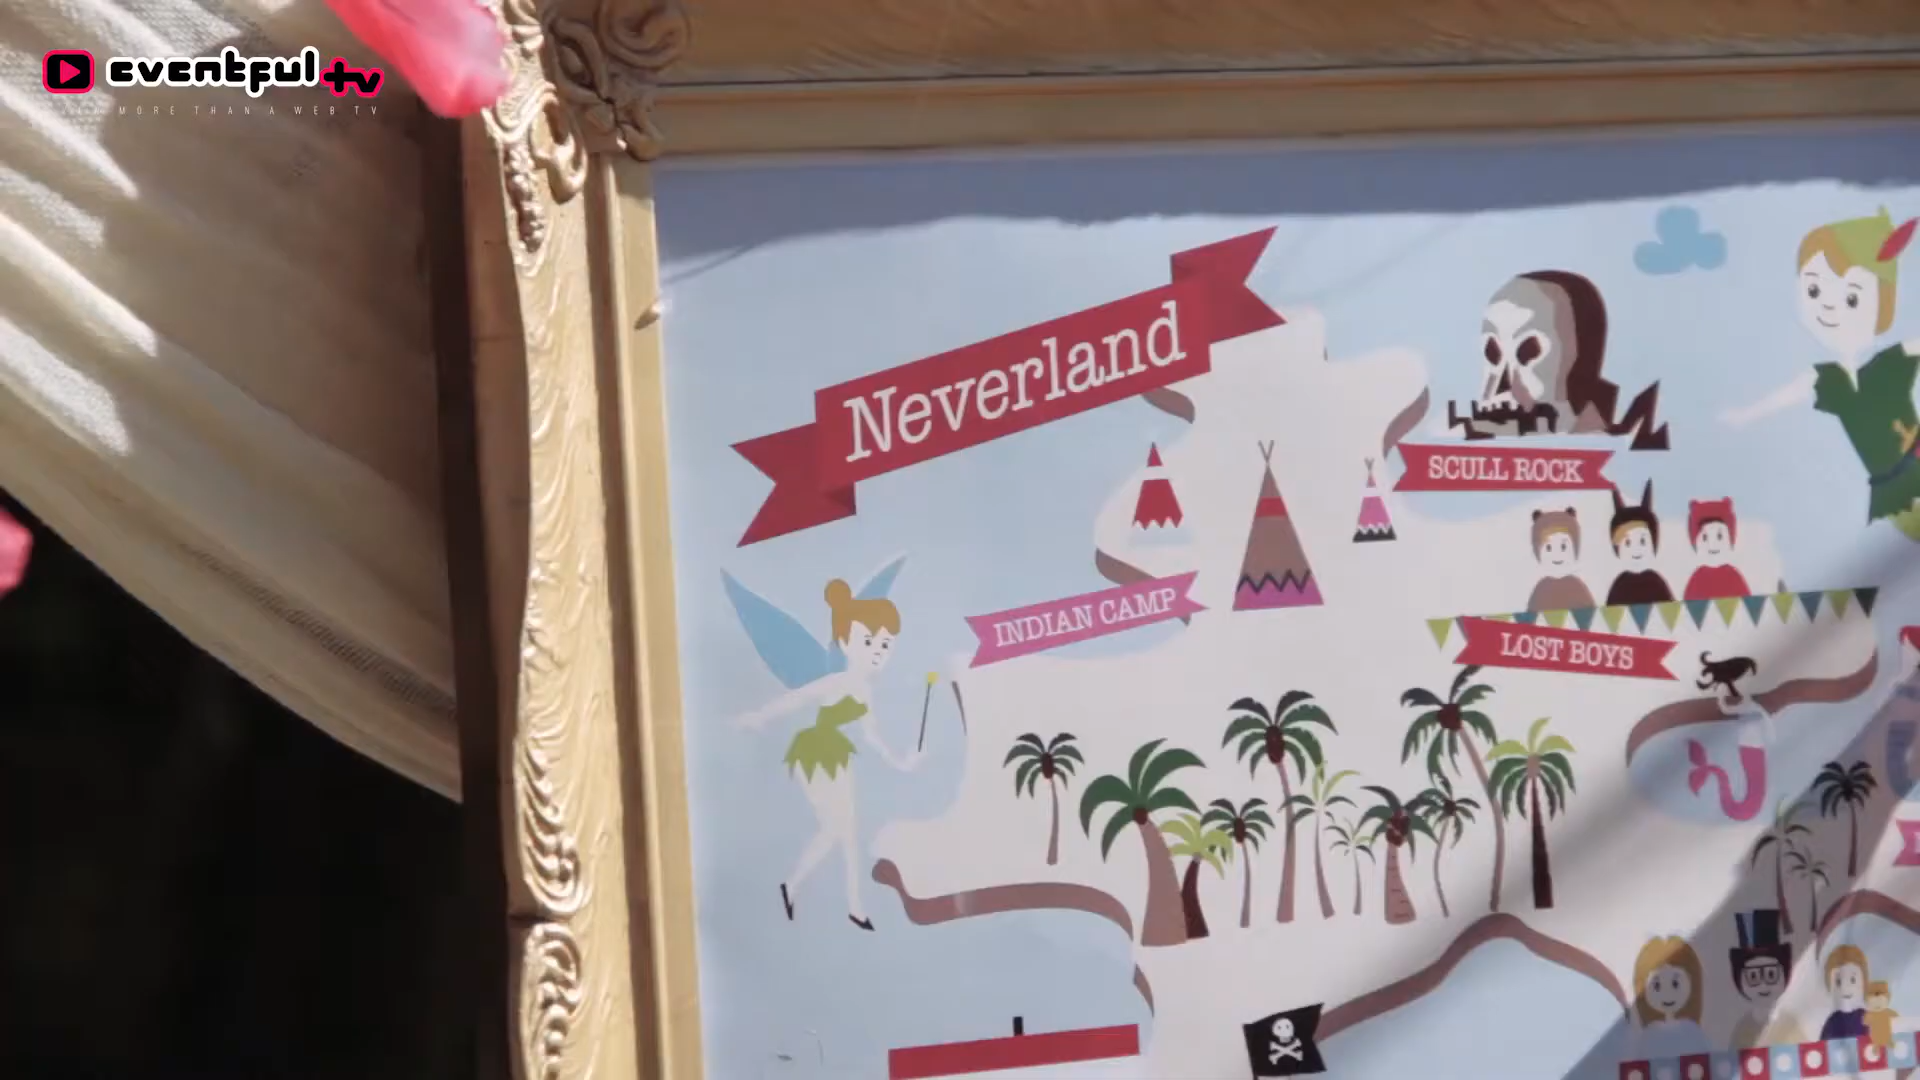 eventful tv
MORE THAN A WEB TV
Neverland
SCULL ROCK
INDIAN CAMP
LOST BOYS